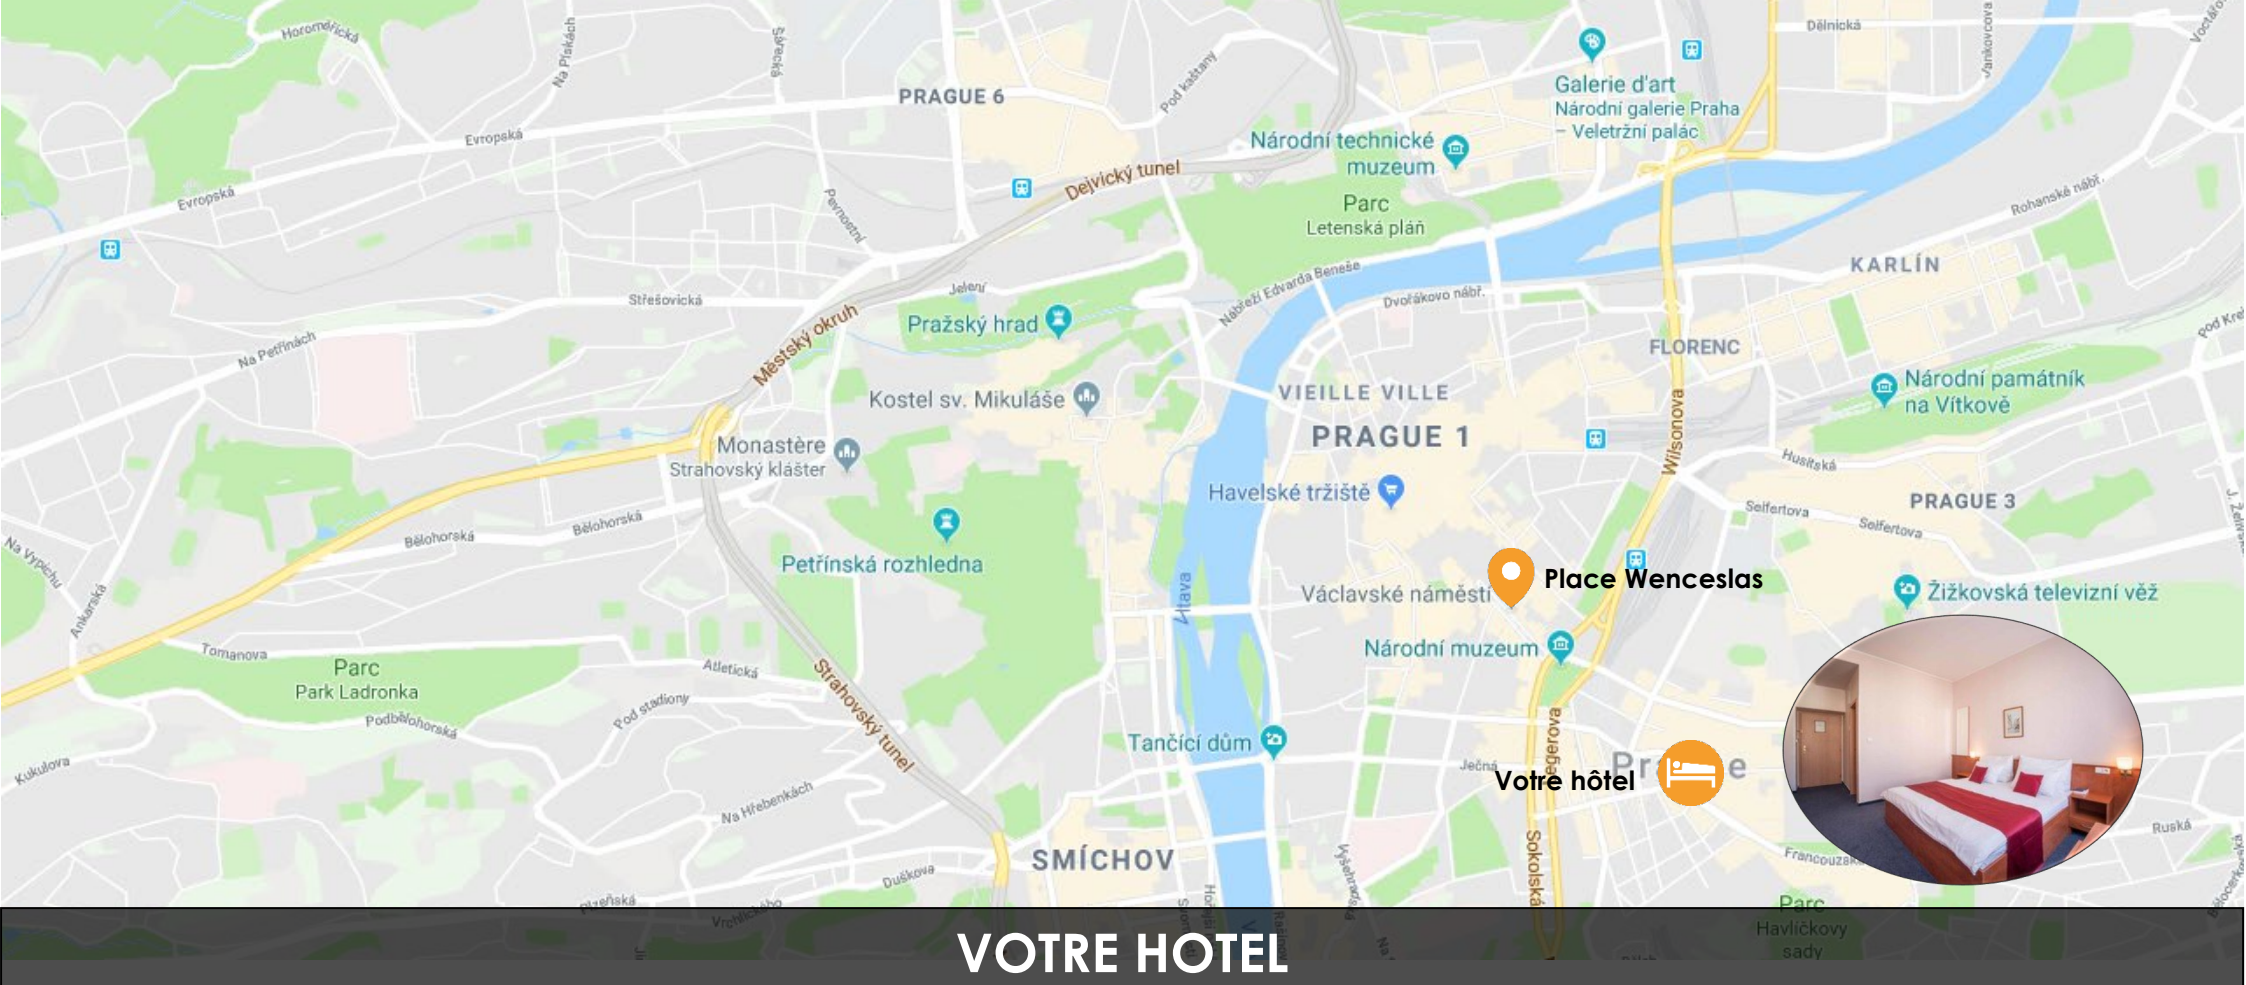 Horoměřická
Na Pískách
Dělnická
Jankovcova
PRAGUE 6
Pod kaštany
Galerie d'art
Národní galerie Praha
– Veletržní palác
Evropská
Národní technické
muzeum
Dejvický tunel
Evropská
Pevnostní
Parc
Letenská pláň
Rohanské nábř.
KARLÍN
Nábřeží Edvarda Beneše
Jelení
Dvořákovo nábř.
Střešovická
Pražský hrad
Městský okruh
Na Petřinách
FLORENC
Kostel sv. Mikuláše
VIEILLE VILLE
Národní památník
na Vítkově
PRAGUE 1
Wilsonova
Monastère
Strahovský klášter
Husitská
Havelské tržiště
PRAGUE 3
Seifertova
Seifertova
Bělohorská
Bělohorská
Na Vypichu
Petřínská rozhledna
Place Wenceslas
Václavské náměstí
Žižkovská televizní věž
Vltava
Ankarská
Národní muzeum
Tomanova
Atletická
Parc
Park Ladronka
Strahovský tunel
Pod stadiony
Podbělohorská
Tančící dům
Ječná
Kukulova
Votre hôtel
Na Hřebenkách
Ruská
Sokolská
SMÍCHOV
Duškova
Plzeňská
Parc
Havlíčkovy
sady
VOTRE HOTEL